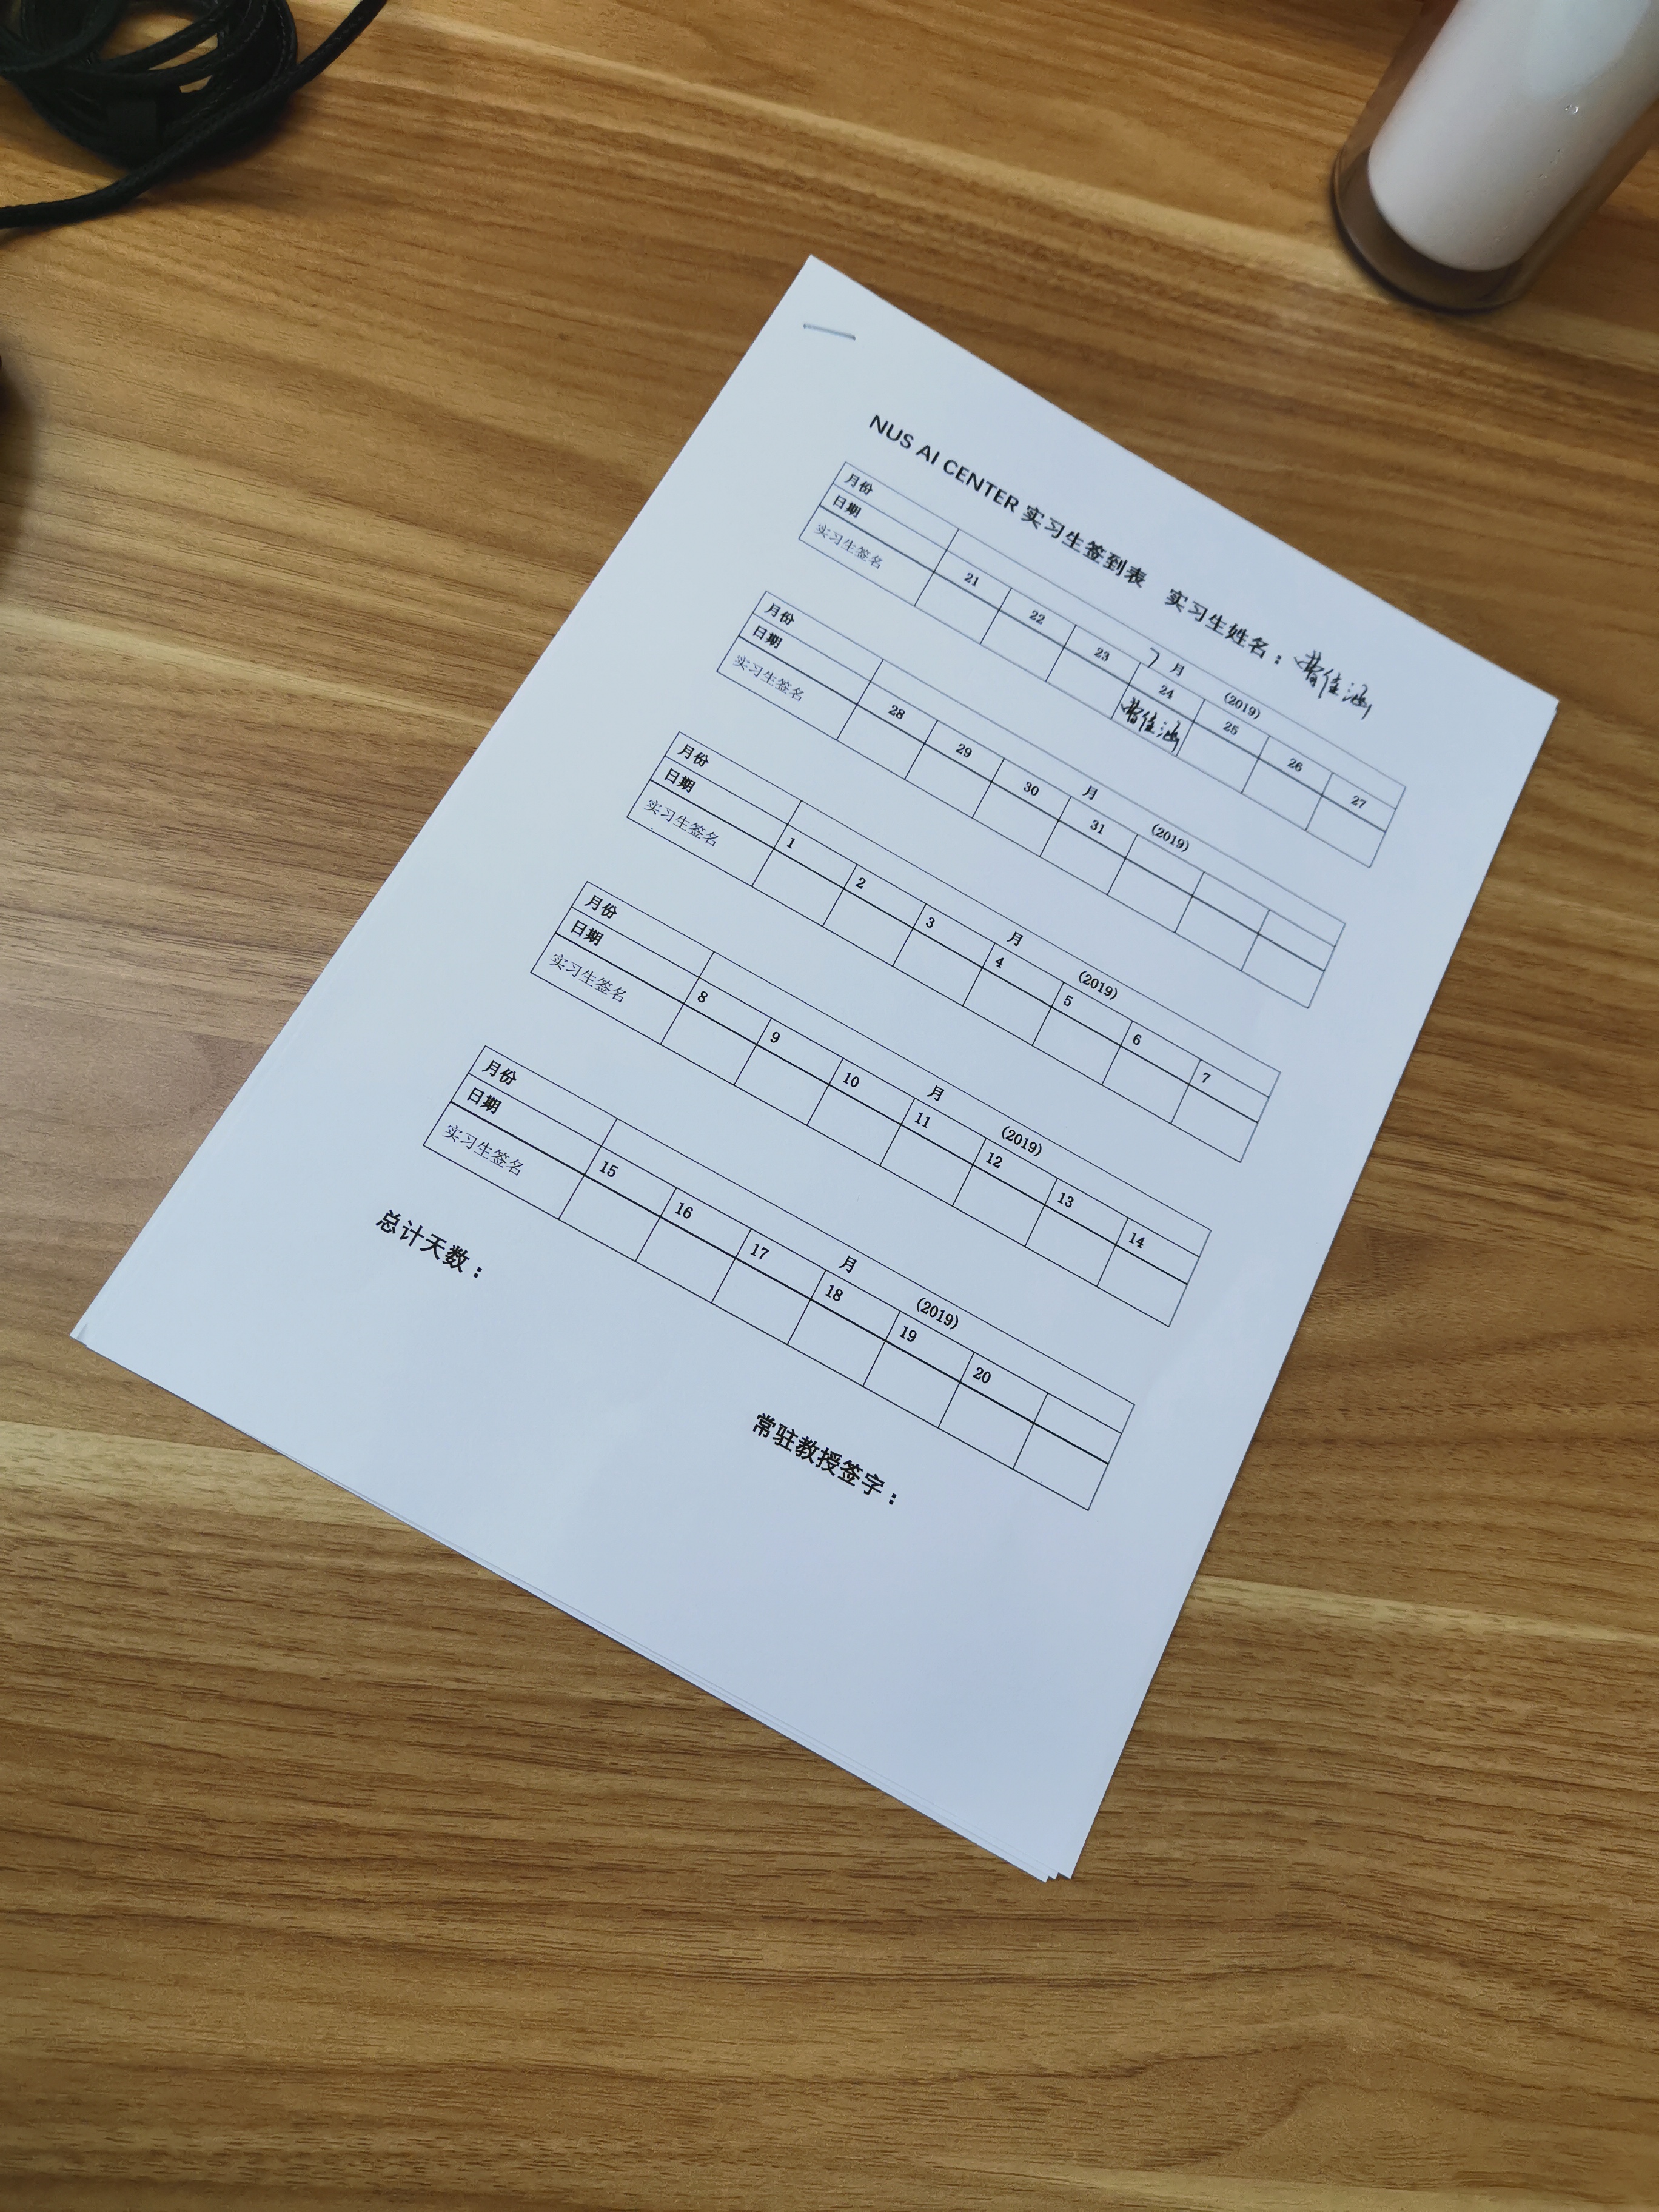 NUS AI CENTER 实习生签到表 实习生姓名：曹佳涵
月份 7 月 (2019)
日期 21 22 23 24 25 26 27
实习生签名 曹佳涵
月份 月 (2019)
日期 28 29 30 31
实习生签名
月份 月 (2019)
日期 1 2 3 4 5 6 7
实习生签名
月份 月 (2019)
日期 8 9 10 11 12 13 14
实习生签名
月份 月 (2019)
日期 15 16 17 18 19 20
实习生签名
总计天数：
常驻教授签字：